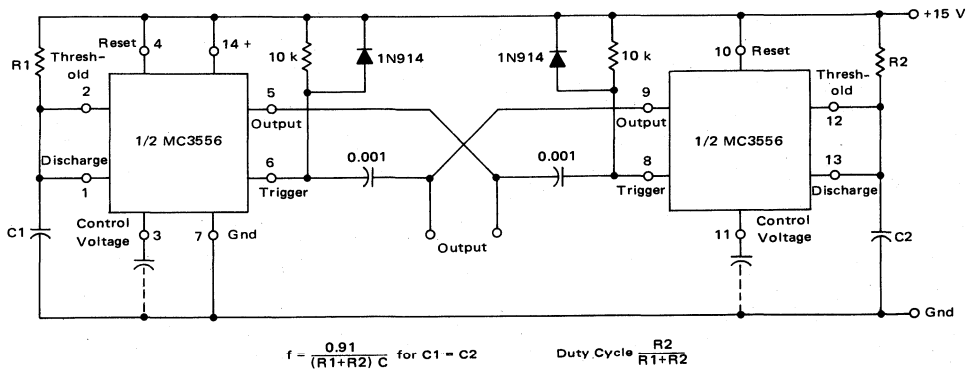 +15 V
Reset 4
14 +
10 k
1N914
1N914
10 k
10 Reset
R1
Thresh-
old
2
5
Output
9
Output
Thresh-
old
12
R2
1/2 MC3556
1/2 MC3556
Discharge
1
6
Trigger
0.001
0.001
8
Trigger
13
Discharge
C1
Control
Voltage
3
7 Gnd
Output
11
Control
Voltage
C2
Gnd
f = 0.91 / (R1+R2) C for C1 = C2
Duty Cycle R2 / R1+R2